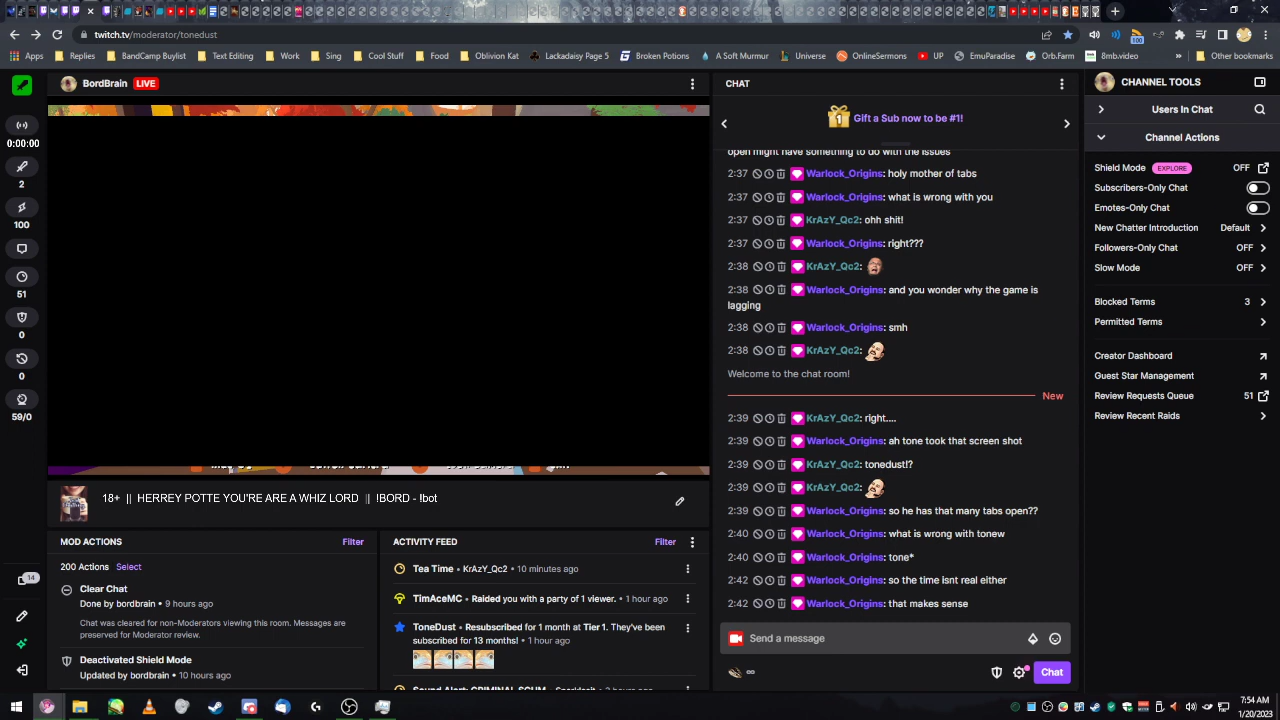 twitch.tv/moderator/tonedust
Apps
Replies
BandCamp Buylist
Text Editing
Work
Sing
Cool Stuff
Food
Oblivion Kat
Lackadaisy Page 5
Broken Potions
A Soft Murmur
Universe
OnlineSermons
UP
EmuParadise
Orb.Farm
Bmb.video
»
Other bookmarks
BordBrain LIVE
0:00:00
2
100
51
0
0
59/0
14
18+ || HERREY POTTE YOU'RE ARE A WHIZ LORD || !BORD - !bot
MOD ACTIONS
Filter
200 Actions Select
Clear Chat
Done by bordbrain • 9 hours ago
Chat was cleared for non-Moderators viewing this room. Messages are
preserved for Moderator review.
Deactivated Shield Mode
Updated by bordbrain • 10 hours ago
ACTIVITY FEED
Filter
Tea Time • KrAzY_Qc2 • 10 minutes ago
TimAceMC • Raided you with a party of 1 viewer. • 1 hour ago
ToneDust • Resubscribed for 1 month at Tier 1. They've been
subscribed for 13 months! • 1 hour ago
CHAT
1
Gift a Sub now to be #1!
open might have something to do with the issues
2:37 Warlock_Origins: holy mother of tabs
2:37 Warlock_Origins: what is wrong with you
2:37 KrAzY_Qc2: ohh shit!
2:37 Warlock_Origins: right???
2:38 KrAzY_Qc2:
2:38 Warlock_Origins: and you wonder why the game is
lagging
2:38 Warlock_Origins: smh
2:38 KrAzY_Qc2:
Welcome to the chat room!
New
2:39 KrAzY_Qc2: right....
2:39 Warlock_Origins: ah tone took that screen shot
2:39 KrAzY_Qc2: tonedust!?
2:39 KrAzY_Qc2:
2:39 Warlock_Origins: so he has that many tabs open??
2:40 Warlock_Origins: what is wrong with tonew
2:40 Warlock_Origins: tone*
2:42 Warlock_Origins: so the time isnt real either
2:42 Warlock_Origins: that makes sense
Send a message
∞
Chat
CHANNEL TOOLS
Users In Chat
Channel Actions
Shield Mode EXPLORE OFF
Subscribers-Only Chat
Emotes-Only Chat
New Chatter Introduction Default
Followers-Only Chat OFF
Slow Mode OFF
Blocked Terms 3
Permitted Terms
Creator Dashboard
Guest Star Management
Review Requests Queue 51
Review Recent Raids
7:54 AM
1/20/2023